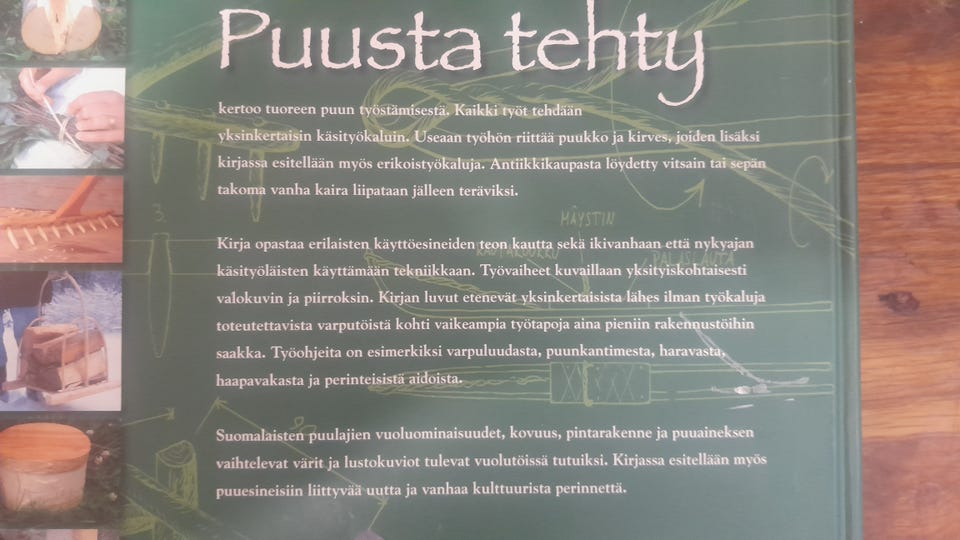 Puusta tehty
kertoo tuoreen puun työstämisestä. Kaikki työt tehdään
yksinkertaisin käsityökaluin. Useaan työhön riittää puukko ja kirves, joiden lisäksi
kirjassa esitellään myös erikoistyökaluja. Antiikkikaupasta löydetty vitsain tai sepän
takoma vanha kaira liipataan jälleen teräviksi.
Kirja opastaa erilaisten käyttöesineiden teon kautta sekä ikivanhaan että nykyajan
käsityöläisten käyttämään tekniikkaan. Työvaiheet kuvaillaan yksityiskohtaisesti
valokuvin ja piirroksin. Kirjan luvut etenevät yksinkertaisista lähes ilman työkaluja
toteutettavista varputöistä kohti vaikeampia työtapoja aina pieniin rakennustöihin
saakka. Työohjeita on esimerkiksi varpuluudasta, puunkantimesta, haravasta,
haapavakasta ja perinteisistä aidoista.
Suomalaisten puulajien vuoluominaisuudet, kovuus, pintarakenne ja puuaineksen
vaihtelevat värit ja lustokuviot tulevat vuolutöissä tutuiksi. Kirjassa esitellään myös
puuesineisiin liittyvää uutta ja vanhaa kulttuurista perinnettä.
3.
MÄYSTIN
PALASLAUTA